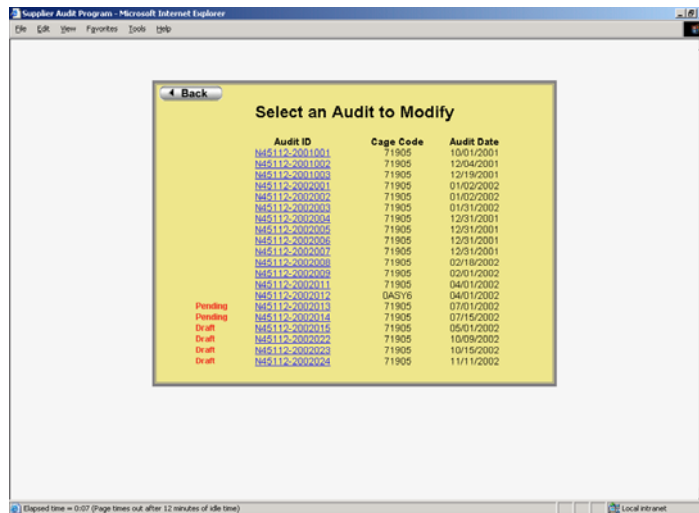 Supplier Audit Program - Microsoft Internet Explorer
File Edit View Favorites Tools Help
Back
Select an Audit to Modify
Audit ID Cage Code Audit Date
N45112-2001001 71905 10/01/2001
N45112-2001002 71905 12/04/2001
N45112-2001003 71905 12/19/2001
N45112-2002001 71905 01/02/2002
N45112-2002002 71905 01/02/2002
N45112-2002003 71905 01/31/2002
N45112-2002004 71905 12/31/2001
N45112-2002005 71905 12/31/2001
N45112-2002006 71905 12/31/2001
N45112-2002007 71905 12/31/2001
N45112-2002008 71905 02/18/2002
N45112-2002009 71905 02/01/2002
N45112-2002011 71905 04/01/2002
N45112-2002012 0ASY6 04/01/2002
Pending N45112-2002013 71905 07/01/2002
Pending N45112-2002014 71905 07/15/2002
Draft N45112-2002015 71905 05/01/2002
Draft N45112-2002022 71905 10/09/2002
Draft N45112-2002023 71905 10/15/2002
Draft N45112-2002024 71905 11/11/2002
Elapsed time = 0:07 (Page times out after 12 minutes of idle time) Local intranet